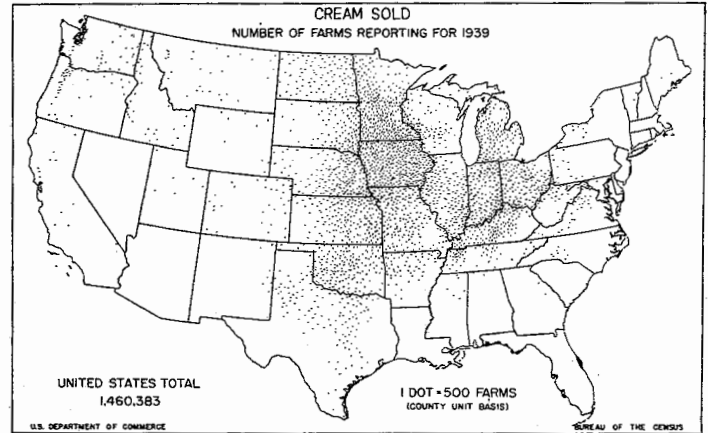 CREAM SOLD
NUMBER OF FARMS REPORTING FOR 1939
UNITED STATES TOTAL
1,460,383
1 DOT = 500 FARMS
(COUNTY UNIT BASIS)
U.S. DEPARTMENT OF COMMERCE
BUREAU OF THE CENSUS